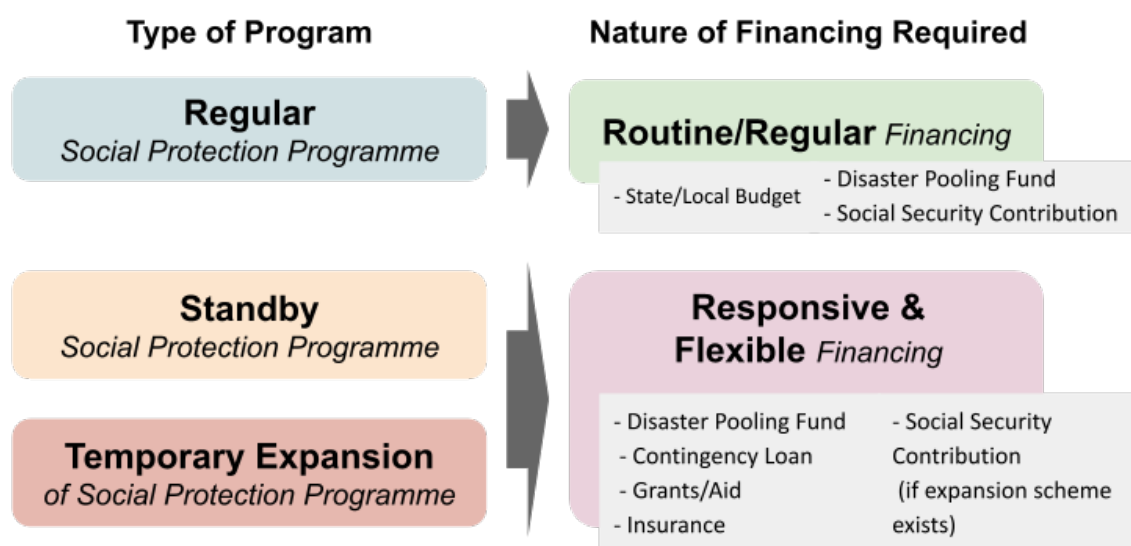 Type of Program
Nature of Financing Required
Regular
Social Protection Programme
Routine/Regular Financing
- State/Local Budget
- Disaster Pooling Fund
- Social Security Contribution
Standby
Social Protection Programme
Temporary Expansion
of Social Protection Programme
Responsive &
Flexible Financing
- Disaster Pooling Fund
- Contingency Loan
- Grants/Aid
- Insurance
- Social Security
Contribution
(if expansion scheme
exists)